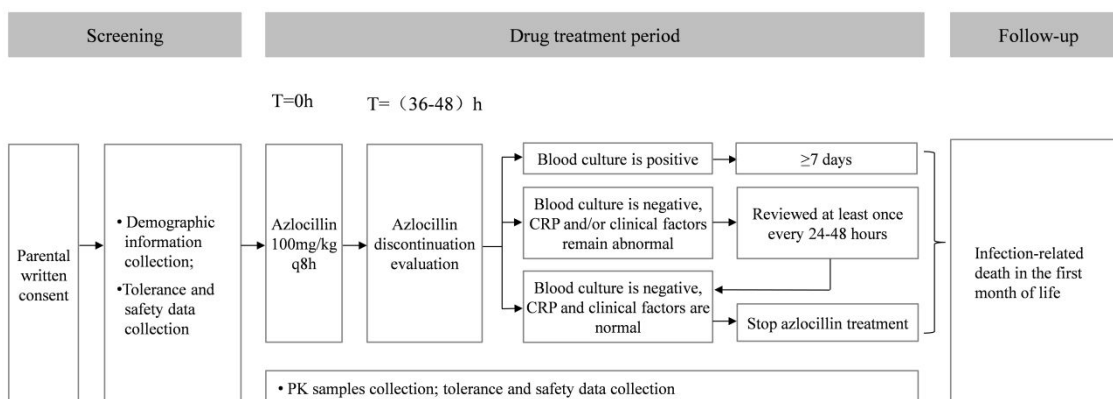 Screening
Drug treatment period
Follow-up
T=0h
T=（36-48）h
Parental
written
consent
• Demographic
information
collection;
•Tolerance and
safety data
collection
Azlocillin
100mg/kg
q8h
Azlocillin
discontinuation
evaluation
Blood culture is positive
≥7 days
Blood culture is negative,
CRP and/or clinical factors
remain abnormal
Reviewed at least once
every 24-48 hours
Blood culture is negative,
CRP and clinical factors are
normal
Stop azlocillin treatment
Infection-related
death in the first
month of life
• PK samples collection; tolerance and safety data collection